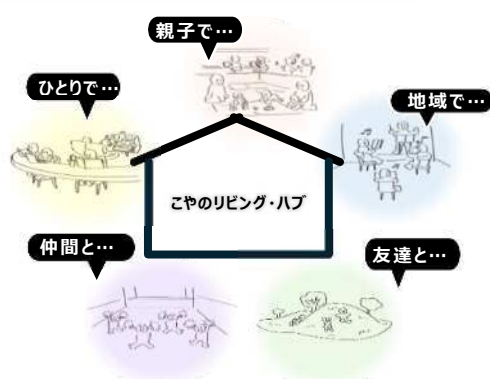 親子で…
ひとりで…
地域で…
こやのリビング・ハブ
仲間と…
友達と…